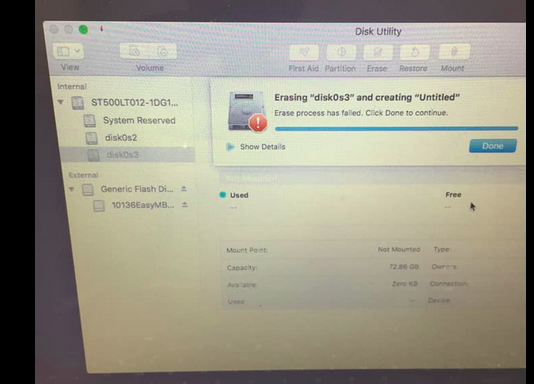 Disk Utility
View
Volume
First Aid Partition Erase Restore Mount
Internal
ST500LT012-1DG1...
System Reserved
disk0s2
disk0s3
External
Generic Flash Di...
10136EasyMB...
Erasing “disk0s3” and creating “Untitled”
Erase process has failed. Click Done to continue.
Show Details
Done
Used
Free
--
--
Mount Point: Not Mounted Type:
Capacity: 72.86 GB Owners:
Available: Zero KB Connection:
Used: -- Device: